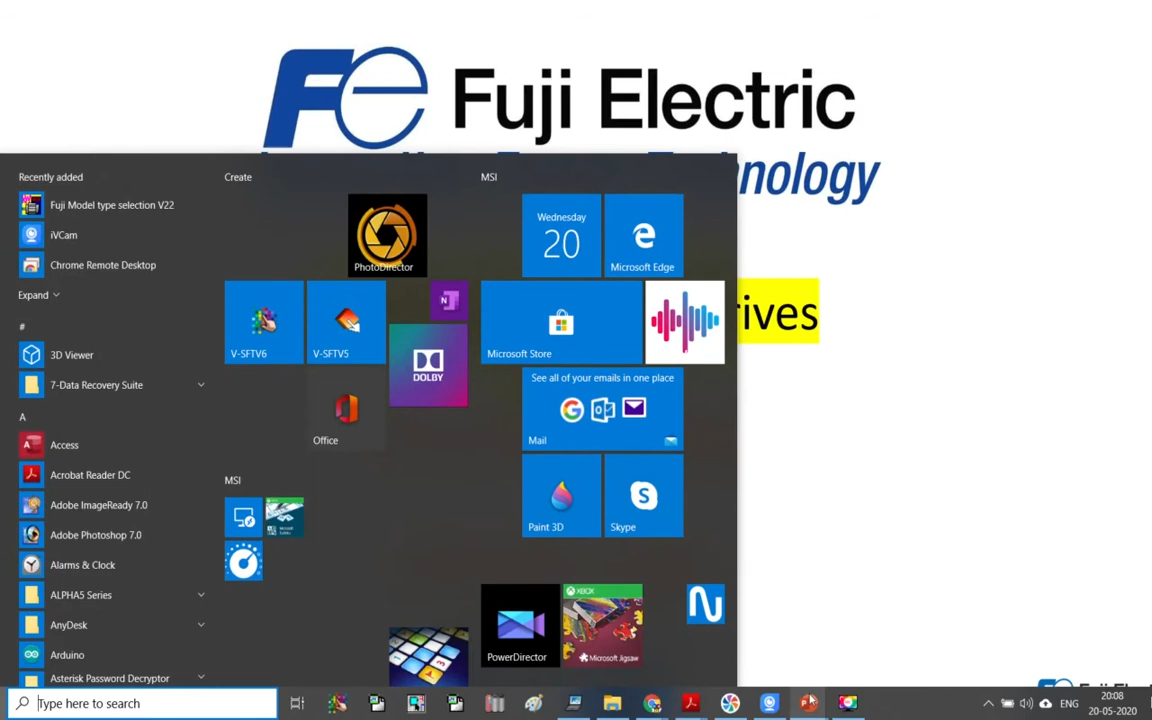 Fuji Electric
nology
rives
Recently added
Fuji Model type selection V22
iVCam
Chrome Remote Desktop
Expand
#
3D Viewer
7-Data Recovery Suite
A
Access
Acrobat Reader DC
Adobe ImageReady 7.0
Adobe Photoshop 7.0
Alarms & Clock
ALPHA5 Series
AnyDesk
Arduino
Asterisk Password Decryptor
Create
PhotoDirector
V-SFTV6
V-SFTV5
DOLBY
Office
MSI
MSI
Wednesday
20
Microsoft Edge
Microsoft Store
See all of your emails in one place
Mail
Paint 3D
Skype
PowerDirector
XBOX
Microsoft Jigsaw
Fuji Elect
Type here to search
ENG
20:08
20-05-2020